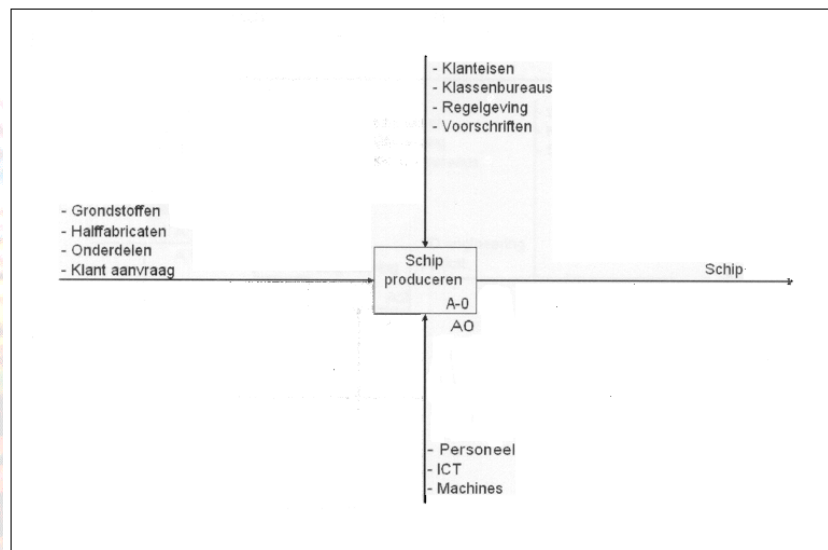 - Klanteisen
- Klassenbureaus
- Regelgeving
- Voorschriften
- Grondstoffen
- Halffabricaten
- Onderdelen
- Klant aanvraag
Schip
produceren
A-0
A0
Schip
- Personeel
- ICT
- Machines